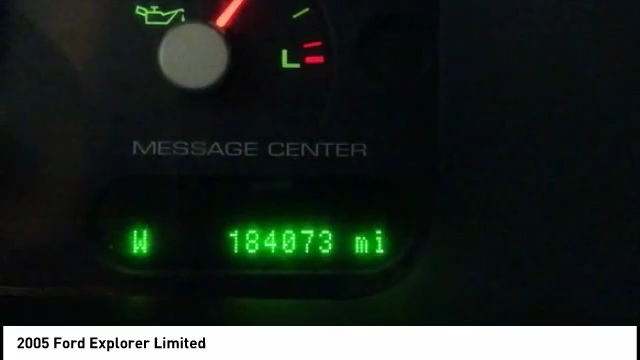 L
MESSAGE CENTER
W 184073 mi
2005 Ford Explorer Limited